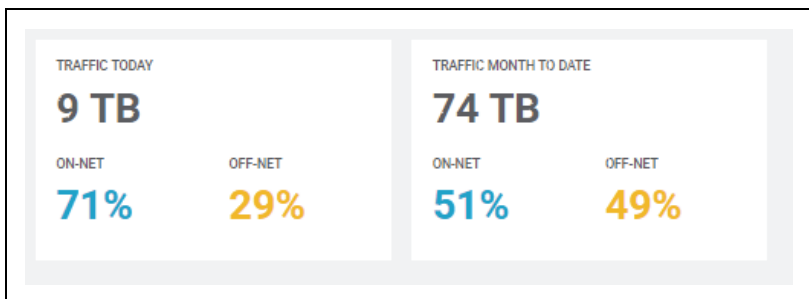 TRAFFIC TODAY
9 TB
ON-NET OFF-NET
71% 29%
TRAFFIC MONTH TO DATE
74 TB
ON-NET OFF-NET
51% 49%